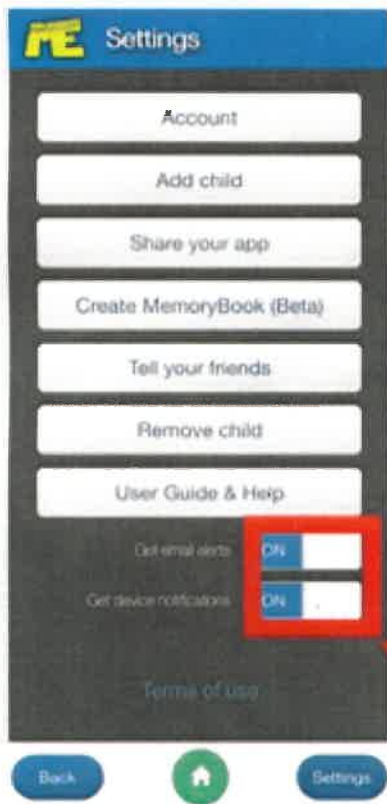 ME Settings
Account
Add child
Share your app
Create MemoryBook (Beta)
Tell your friends
Remove child
User Guide & Help
Get email alerts ON
Get device notifications ON
Terms of use
Back Settings